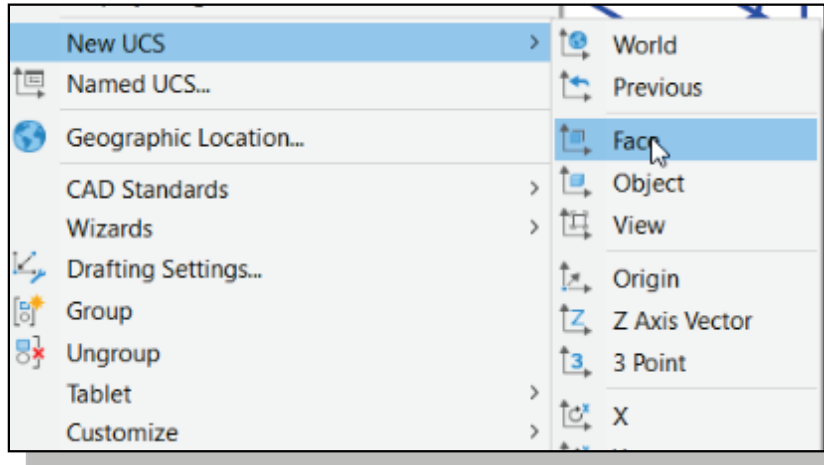 New UCS
Named UCS...
Geographic Location...
CAD Standards
Wizards
Drafting Settings...
Group
Ungroup
Tablet
Customize
World
Previous
Face
Object
View
Origin
Z Axis Vector
3 Point
X